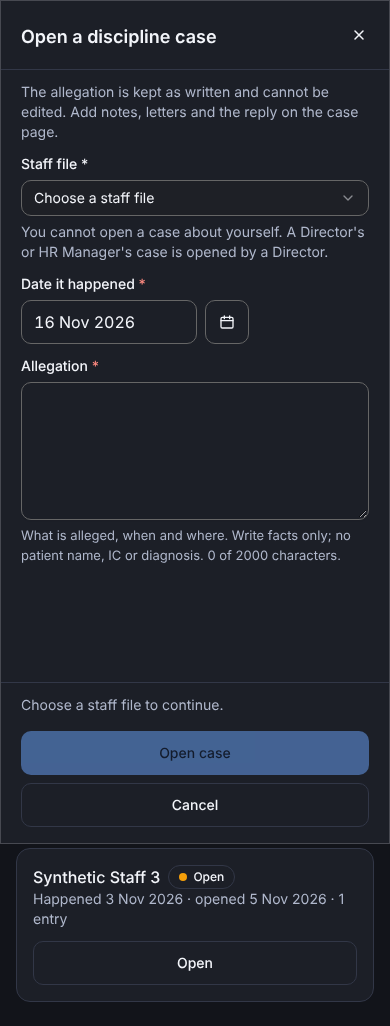 Open a discipline case
The allegation is kept as written and cannot be
edited. Add notes, letters and the reply on the case
page.
Staff file *
Choose a staff file
You cannot open a case about yourself. A Director's
or HR Manager's case is opened by a Director.
Date it happened *
16 Nov 2026
Allegation *
What is alleged, when and where. Write facts only; no
patient name, IC or diagnosis. 0 of 2000 characters.
Choose a staff file to continue.
Open case
Cancel
Synthetic Staff 3 Open
Happened 3 Nov 2026 · opened 5 Nov 2026 · 1
entry
Open